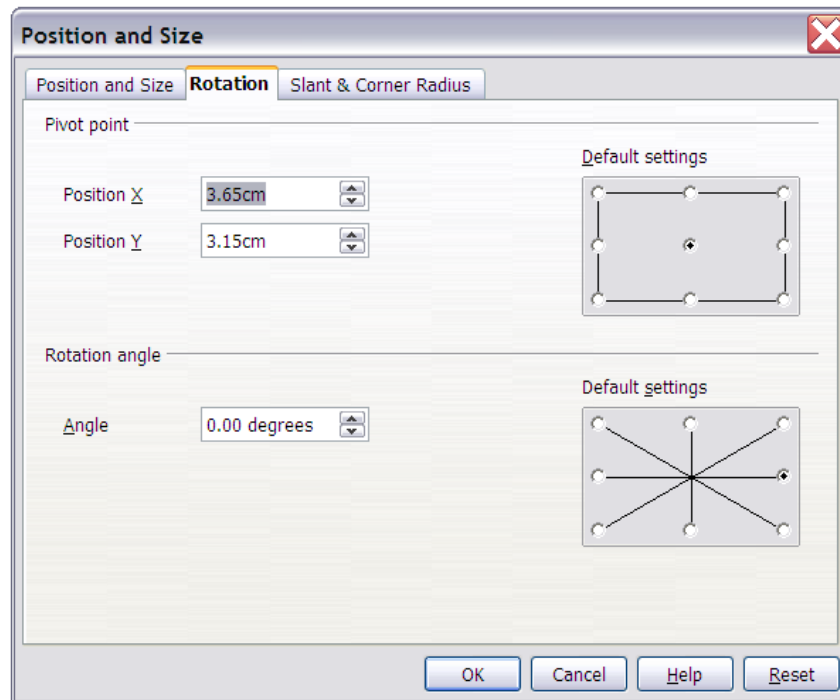 Position and Size
Position and Size Rotation Slant & Corner Radius
Pivot point
Default settings
Position X 3.65cm
Position Y 3.15cm
Rotation angle
Default settings
Angle 0.00 degrees
OK Cancel Help Reset